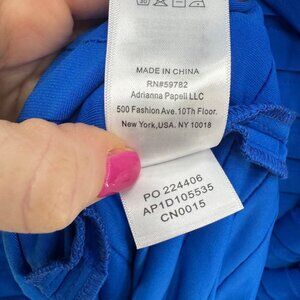 MADE IN CHINA
RN#59782
Adrianna Papell LLC
500 Fashion Ave. 10Th Floor.
New York,USA. NY 10018
PO 224406
AP1D105535
CN0015